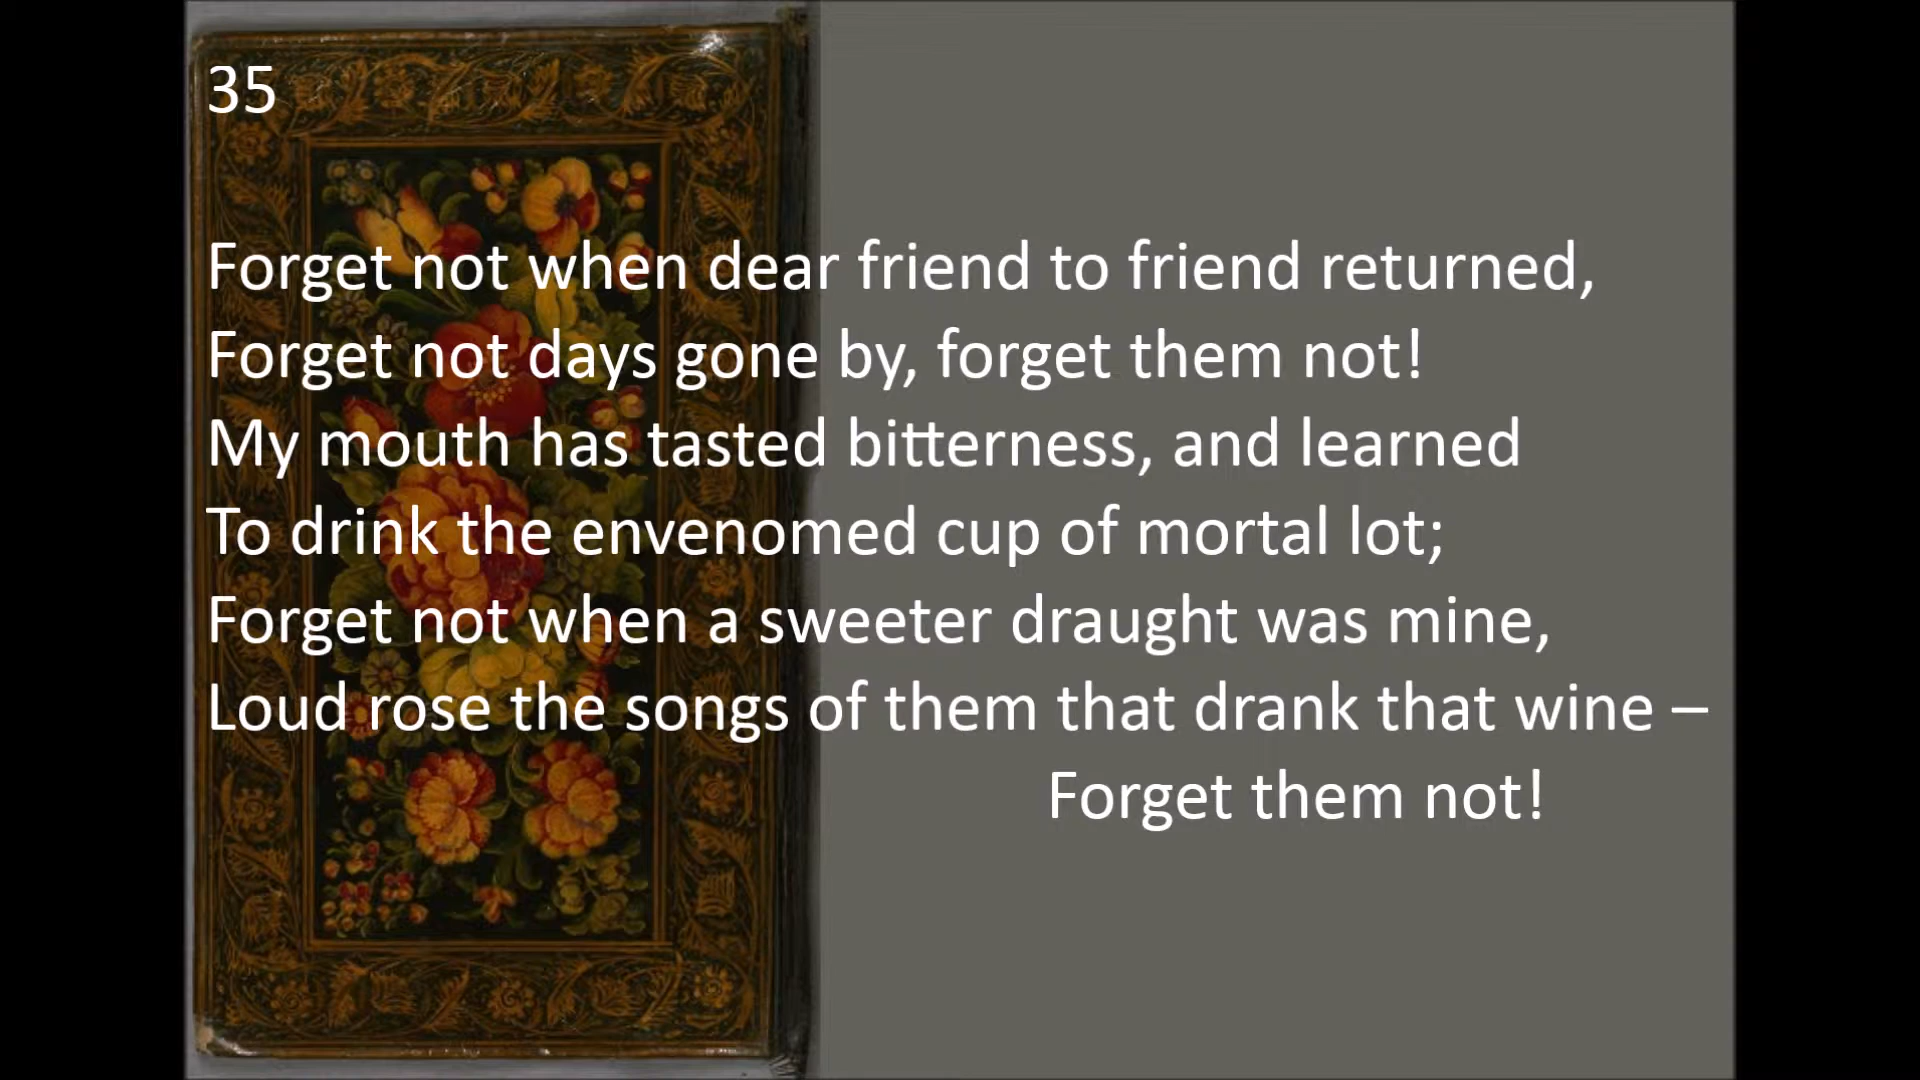 35
Forget not when dear friend to friend returned,
Forget not days gone by, forget them not!
My mouth has tasted bitterness, and learned
To drink the envenomed cup of mortal lot;
Forget not when a sweeter draught was mine,
Loud rose the songs of them that drank that wine –
Forget them not!